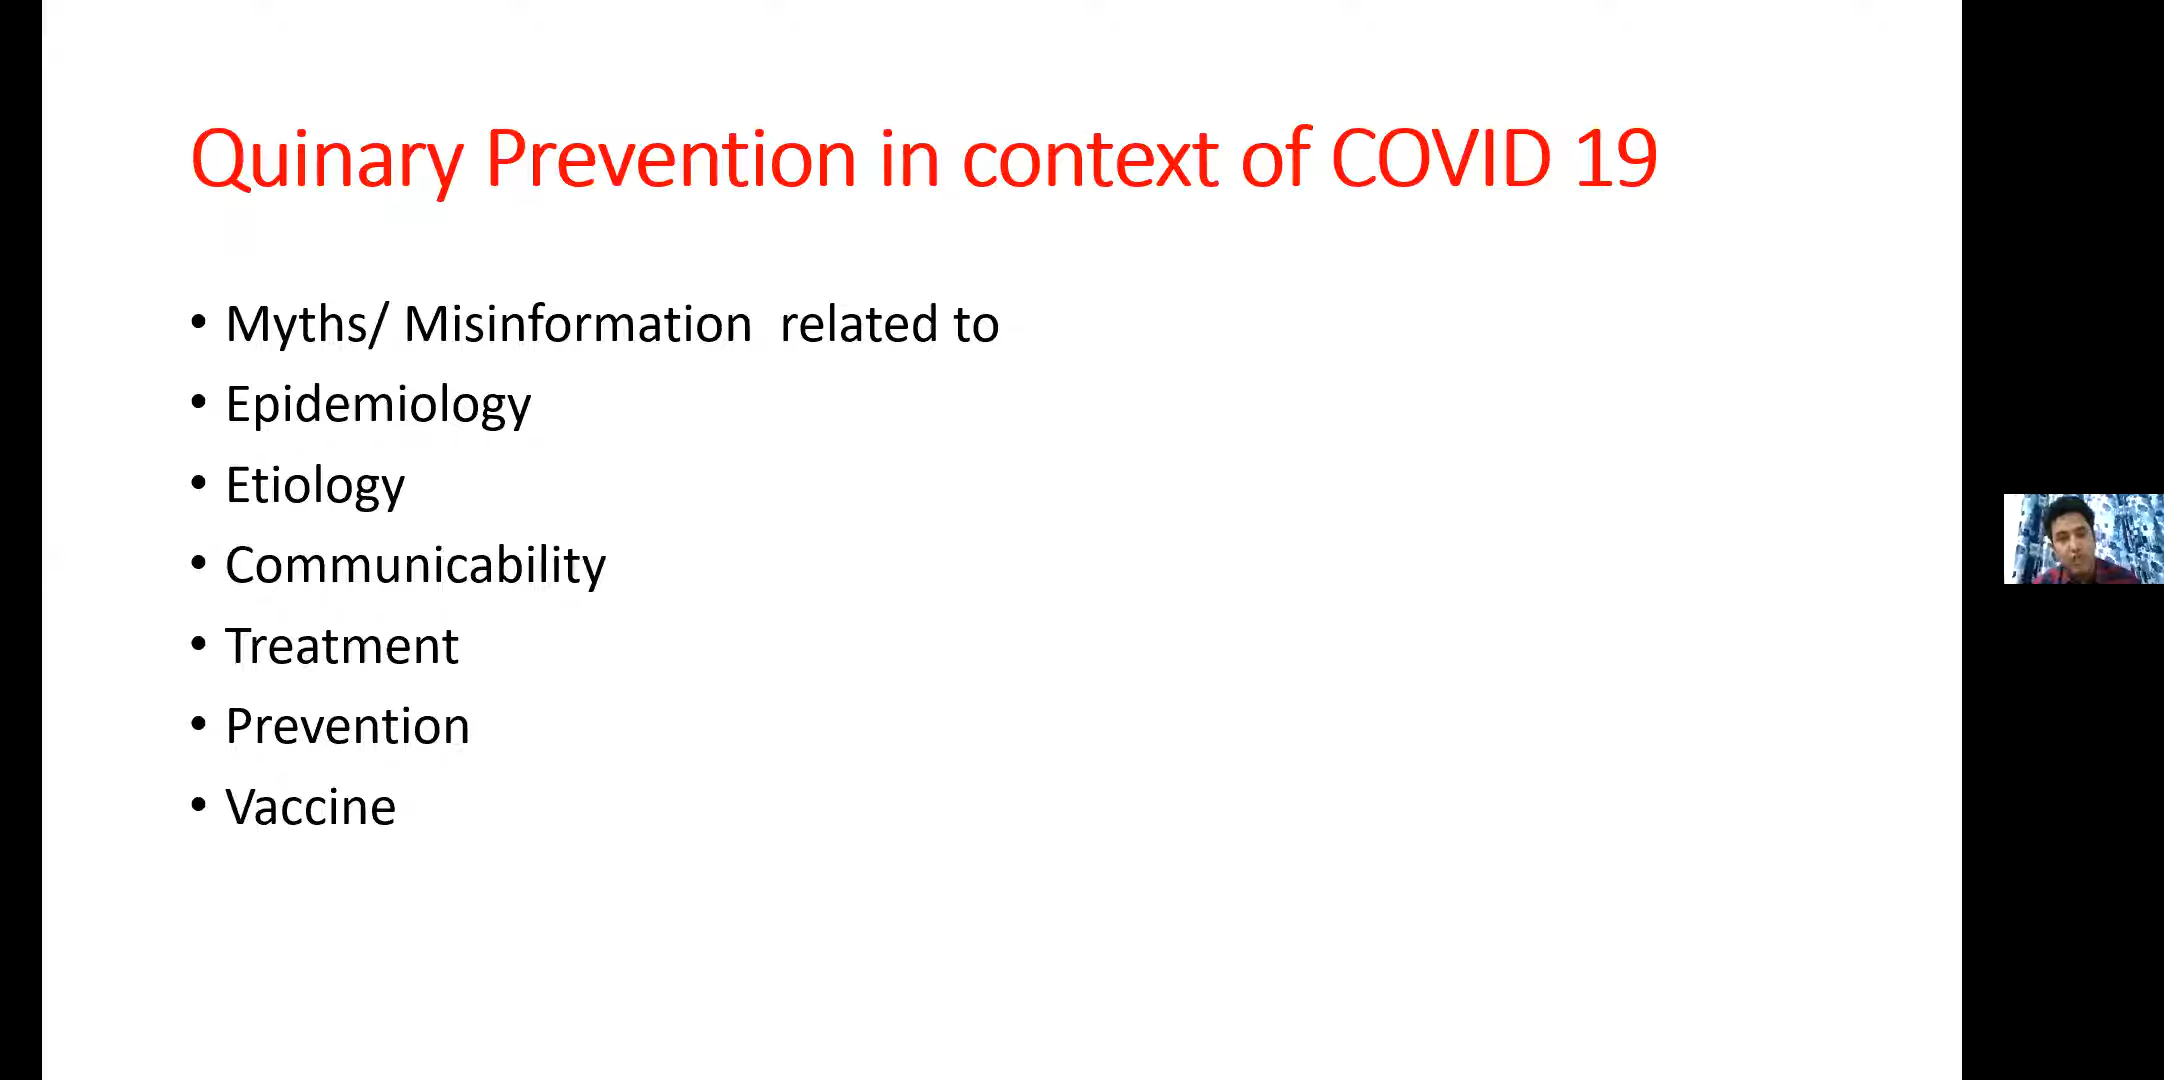 Quinary Prevention in context of COVID 19
• Myths/ Misinformation  related to
• Epidemiology
• Etiology
• Communicability
• Treatment
• Prevention
• Vaccine